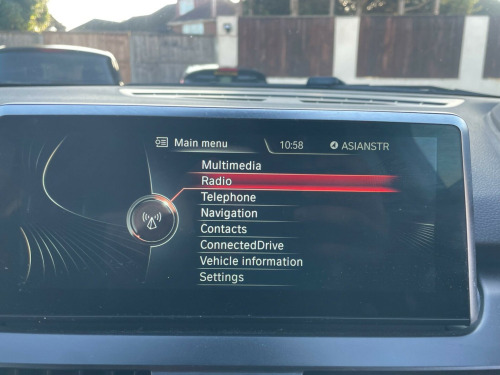 Main menu 10:58 ASIANSTR
Multimedia
Radio
Telephone
Navigation
Contacts
ConnectedDrive
Vehicle information
Settings